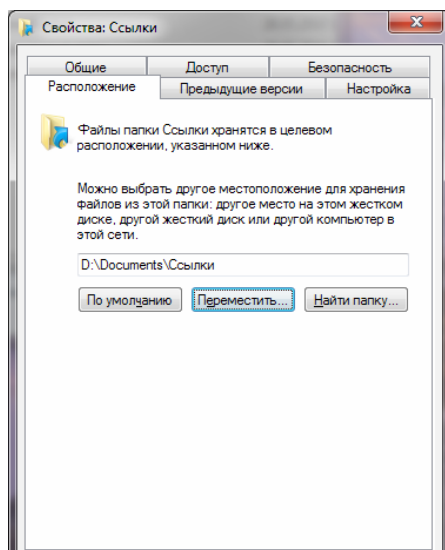 Свойства: Ссылки
Общие Доступ Безопасность
Расположение Предыдущие версии Настройка
Файлы папки Ссылки хранятся в целевом
расположении, указанном ниже.
Можно выбрать другое местоположение для хранения
файлов из этой папки: другое место на этом жестком
диске, другой жесткий диск или другой компьютер в
этой сети.
D:\Documents\Ссылки
По умолчанию Переместить... Найти папку...